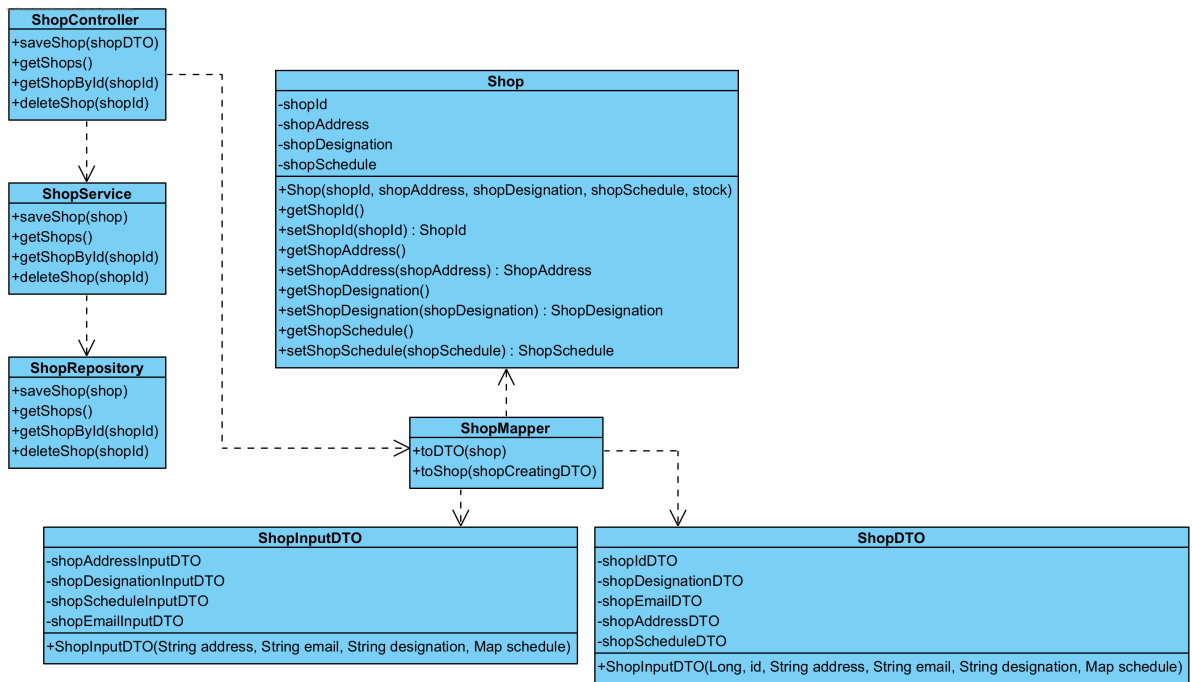 ShopController
+saveShop(shopDTO)
+getShops()
+getShopById(shopId)
+deleteShop(shopId)
ShopService
+saveShop(shop)
+getShops()
+getShopById(shopId)
+deleteShop(shopId)
ShopRepository
+saveShop(shop)
+getShops()
+getShopById(shopId)
+deleteShop(shopId)
Shop
-shopId
-shopAddress
-shopDesignation
-shopSchedule
+Shop(shopId, shopAddress, shopDesignation, shopSchedule, stock)
+getShopId()
+setShopId(shopId) : ShopId
+getShopAddress()
+setShopAddress(shopAddress) : ShopAddress
+getShopDesignation()
+setShopDesignation(shopDesignation) : ShopDesignation
+getShopSchedule()
+setShopSchedule(shopSchedule) : ShopSchedule
ShopMapper
+toDTO(shop)
+toShop(shopCreatingDTO)
ShopInputDTO
-shopAddressInputDTO
-shopDesignationInputDTO
-shopScheduleInputDTO
-shopEmailInputDTO
+ShopInputDTO(String address, String email, String designation, Map schedule)
ShopDTO
-shopIdDTO
-shopDesignationDTO
-shopEmailDTO
-shopAddressDTO
-shopScheduleDTO
+ShopInputDTO(Long, id, String address, String email, String designation, Map schedule)